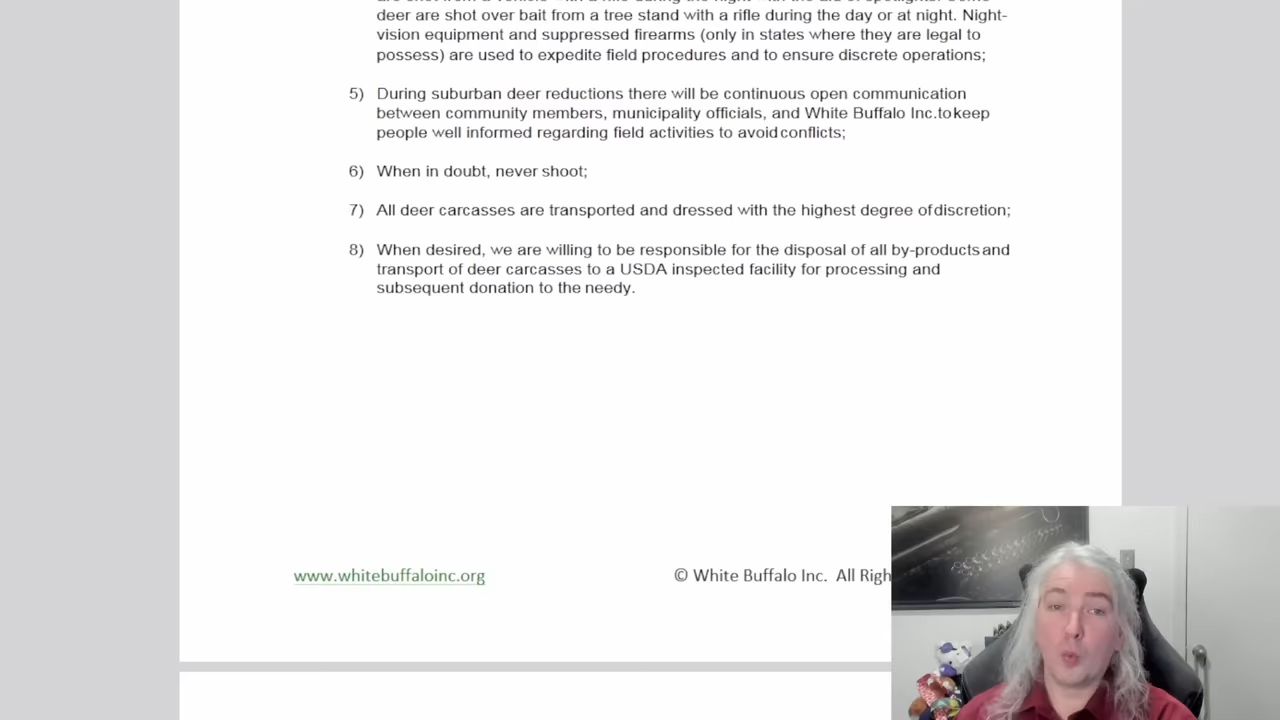 deer are shot over bait from a tree stand with a rifle during the day or at night. Night-
vision equipment and suppressed firearms (only in states where they are legal to
possess) are used to expedite field procedures and to ensure discrete operations;
5) During suburban deer reductions there will be continuous open communication
between community members, municipality officials, and White Buffalo Inc.tokeep
people well informed regarding field activities to avoidconflicts;
6) When in doubt, never shoot;
7) All deer carcasses are transported and dressed with the highest degree ofdiscretion;
8) When desired, we are willing to be responsible for the disposal of all by-productsand
transport of deer carcasses to a USDA inspected facility for processing and
subsequent donation to the needy.
www.whitebuffaloinc.org © White Buffalo Inc. All Righ